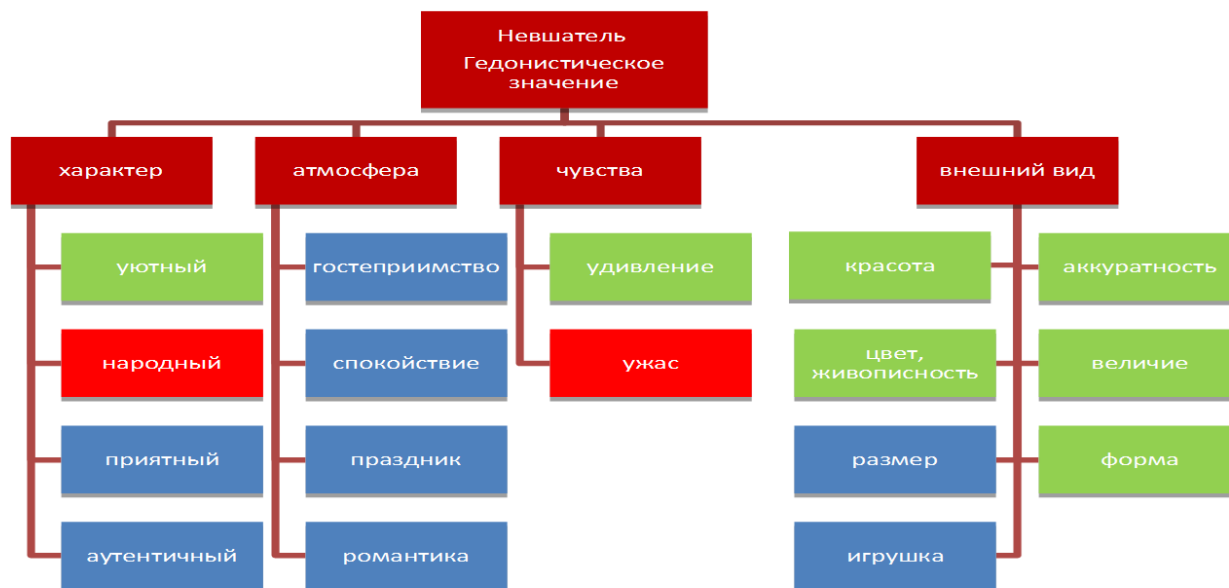 Невшатель
Гедонистическое
значение
характер
атмосфера
чувства
внешний вид
уютный
гостеприимство
удивление
красота
аккуратность
народный
спокойствие
ужас
цвет,
живописность
величие
приятный
праздник
размер
форма
аутентичный
романтика
игрушка